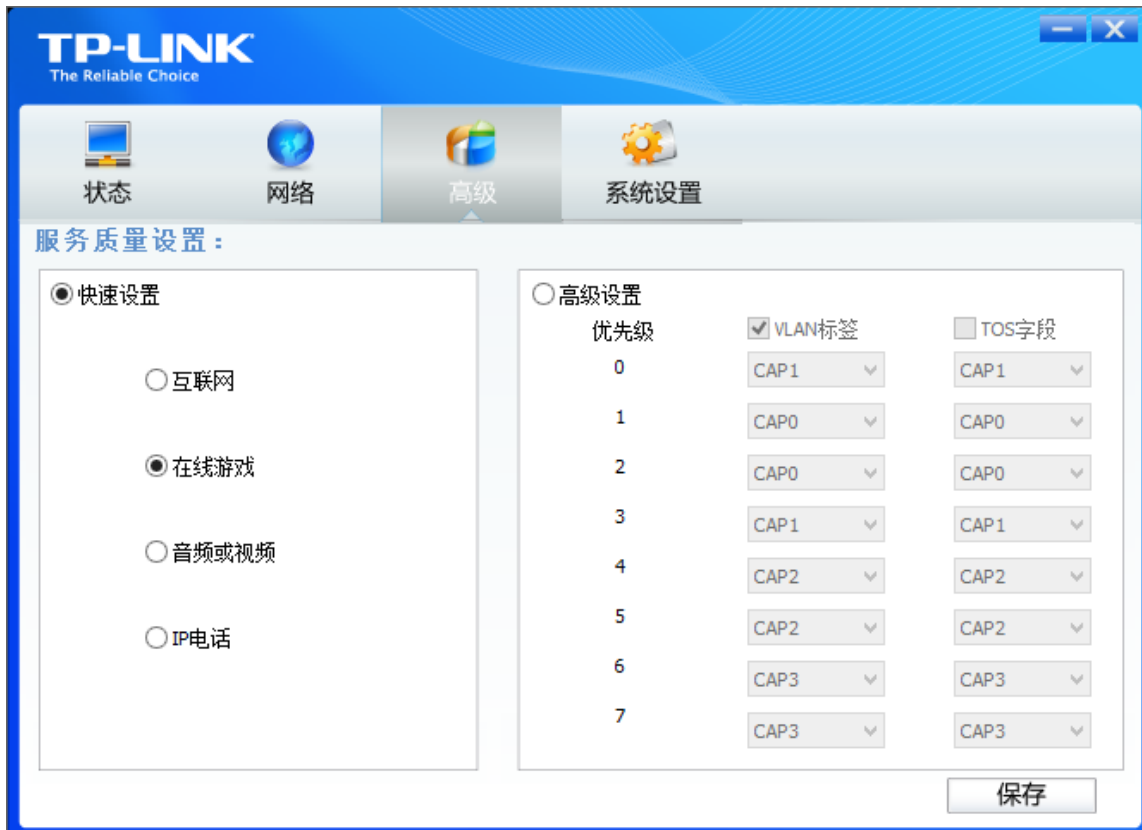 TP-LINK
The Reliable Choice
状态 网络 高级 系统设置
服务质量设置：
快速设置
互联网
在线游戏
音频或视频
IP电话
高级设置
优先级 VLAN标签 TOS字段
0 CAP1 CAP1
1 CAP0 CAP0
2 CAP0 CAP0
3 CAP1 CAP1
4 CAP2 CAP2
5 CAP2 CAP2
6 CAP3 CAP3
7 CAP3 CAP3
保存